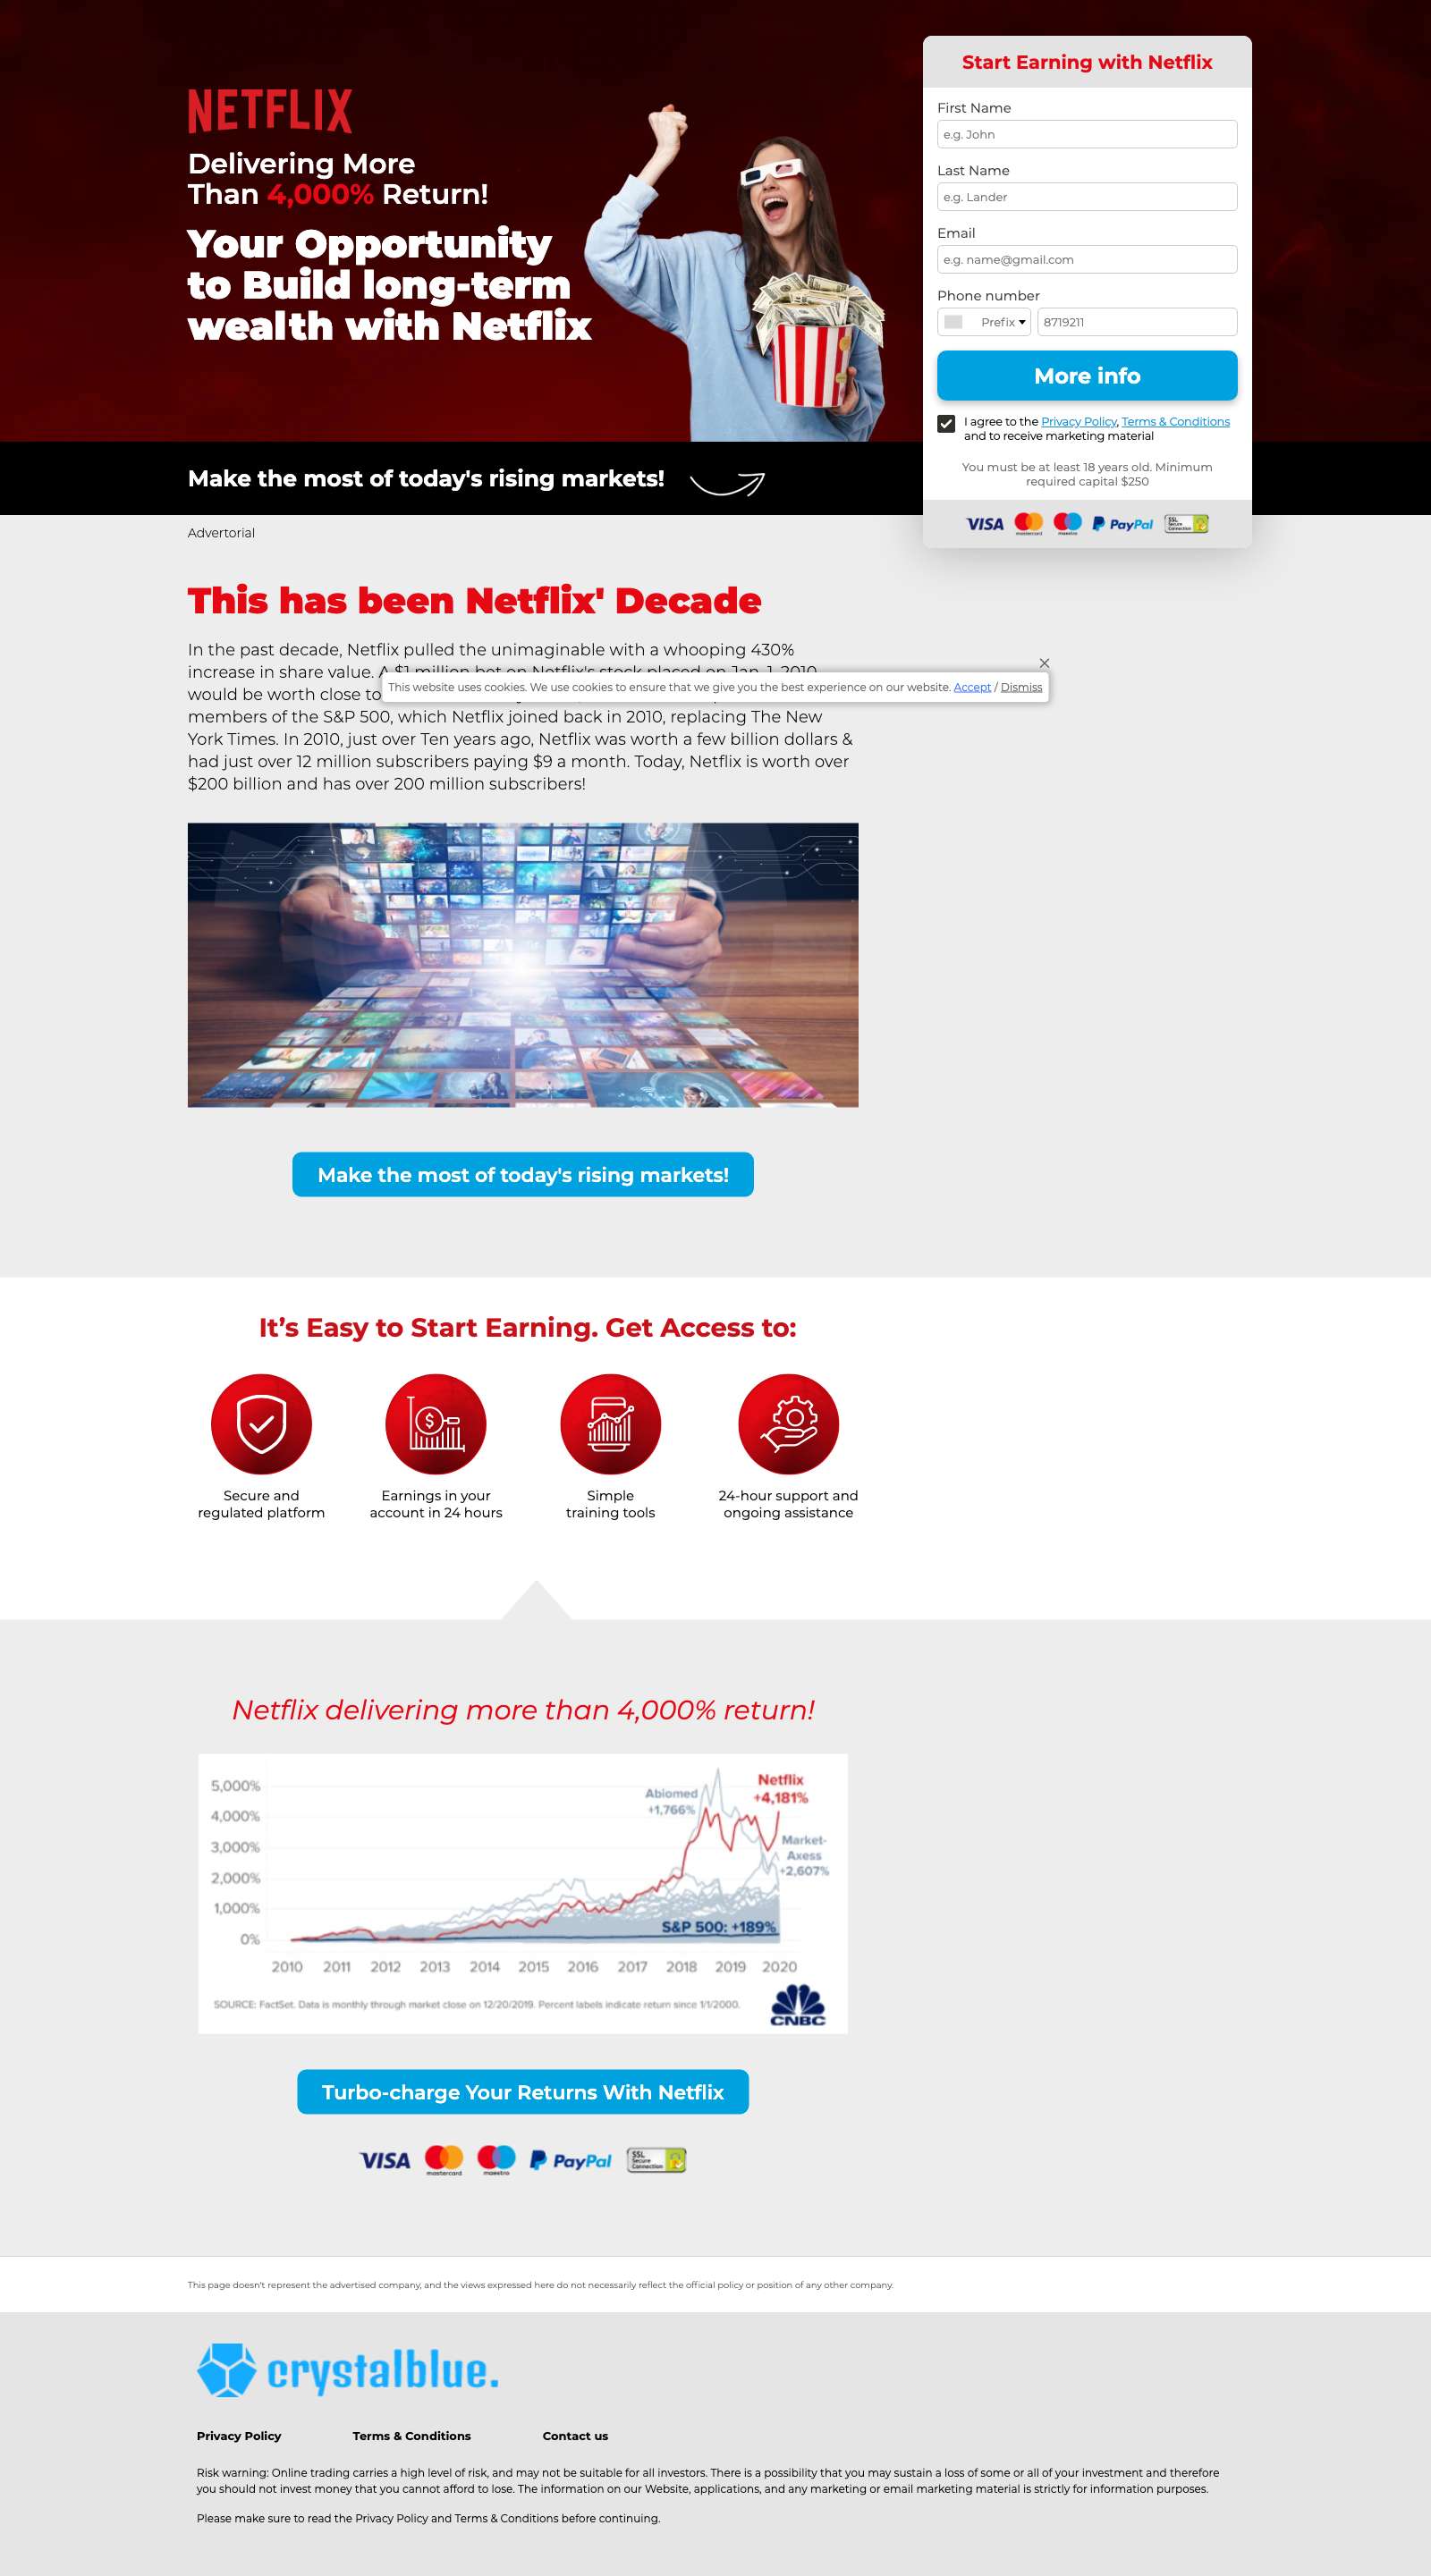 NETFLIX
Delivering More
Than 4,000% Return!
Your Opportunity
to Build long-term
wealth with Netflix
Make the most of today's rising markets!
Start Earning with Netflix
First Name
e.g. John
Last Name
e.g. Lander
Email
e.g. name@gmail.com
Phone number
Prefix
8719211
More info
I agree to the Privacy Policy, Terms & Conditions
and to receive marketing material
You must be at least 18 years old. Minimum
required capital $250
VISA mastercard maestro PayPal SSL Secure Connection
Advertorial
This has been Netflix' Decade
In the past decade, Netflix pulled the unimaginable with a whooping 430%
increase in share value. A $1 million bet on Netflix's stock placed on Jan. 1, 2010,
would be worth close to
This website uses cookies. We use cookies to ensure that we give you the best experience on our website. Accept / Dismiss
members of the S&P 500, which Netflix joined back in 2010, replacing The New
York Times. In 2010, just over Ten years ago, Netflix was worth a few billion dollars &
had just over 12 million subscribers paying $9 a month. Today, Netflix is worth over
$200 billion and has over 200 million subscribers!
Make the most of today's rising markets!
It’s Easy to Start Earning. Get Access to:
Secure and
regulated platform
Earnings in your
account in 24 hours
Simple
training tools
24-hour support and
ongoing assistance
Netflix delivering more than 4,000% return!
5,000%
4,000%
3,000%
2,000%
1,000%
0%
Abiomed
+1,766%
Netflix
+4,181%
Market-
Axess
+2,607%
S&P 500: +189%
2010 2011 2012 2013 2014 2015 2016 2017 2018 2019 2020
SOURCE: FactSet. Data is monthly through market close on 12/20/2019. Percent labels indicate return since 1/1/2000.
CNBC
Turbo-charge Your Returns With Netflix
VISA mastercard maestro PayPal SSL Secure Connection
This page doesn't represent the advertised company, and the views expressed here do not necessarily reflect the official policy or position of any other company.
crystalblue.
Privacy Policy
Terms & Conditions
Contact us
Risk warning: Online trading carries a high level of risk, and may not be suitable for all investors. There is a possibility that you may sustain a loss of some or all of your investment and therefore
you should not invest money that you cannot afford to lose. The information on our Website, applications, and any marketing or email marketing material is strictly for information purposes.
Please make sure to read the Privacy Policy and Terms & Conditions before continuing.